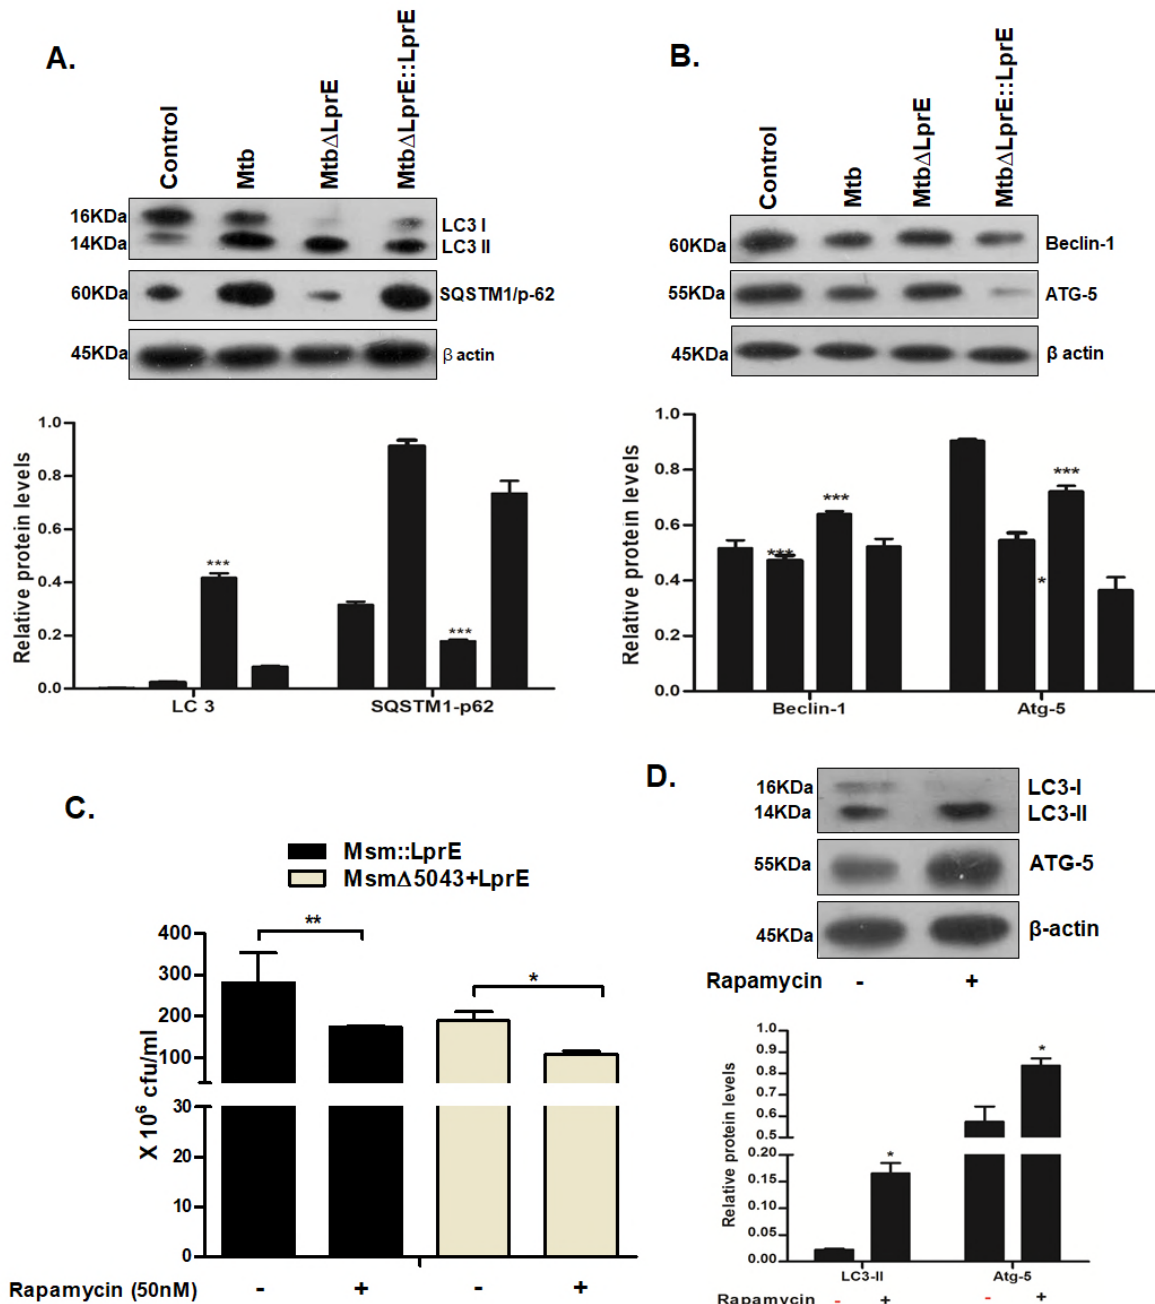 A.
Control
Mtb
MtbΔLprE
MtbΔLprE::LprE
16KDa
LC3 I
14KDa
LC3 II
60KDa
SQSTM1/p-62
45KDa
β actin
Relative protein levels
1.0
0.8
0.6
0.4
0.2
0.0
***
***
LC 3
SQSTM1-p62
B.
Control
Mtb
MtbΔLprE
MtbΔLprE::LprE
60KDa
Beclin-1
55KDa
ATG-5
45KDa
β actin
Relative protein levels
1.0
0.8
0.6
0.4
0.2
0.0
***
***
*
***
Beclin-1
Atg-5
C.
Msm::LprE
MsmΔ5043+LprE
X 10⁶ cfu/ml
400
300
200
100
30
20
10
0
**
*
Rapamycin (50nM) - + - +
D.
16KDa
LC3-I
14KDa
LC3-II
55KDa
ATG-5
45KDa
β-actin
Rapamycin - +
Relative protein levels
1.0
0.9
0.8
0.7
0.6
0.5
0.20
0.15
0.10
0.05
0.00
*
*
LC3-II
Atg-5
Rapamycin - + - +